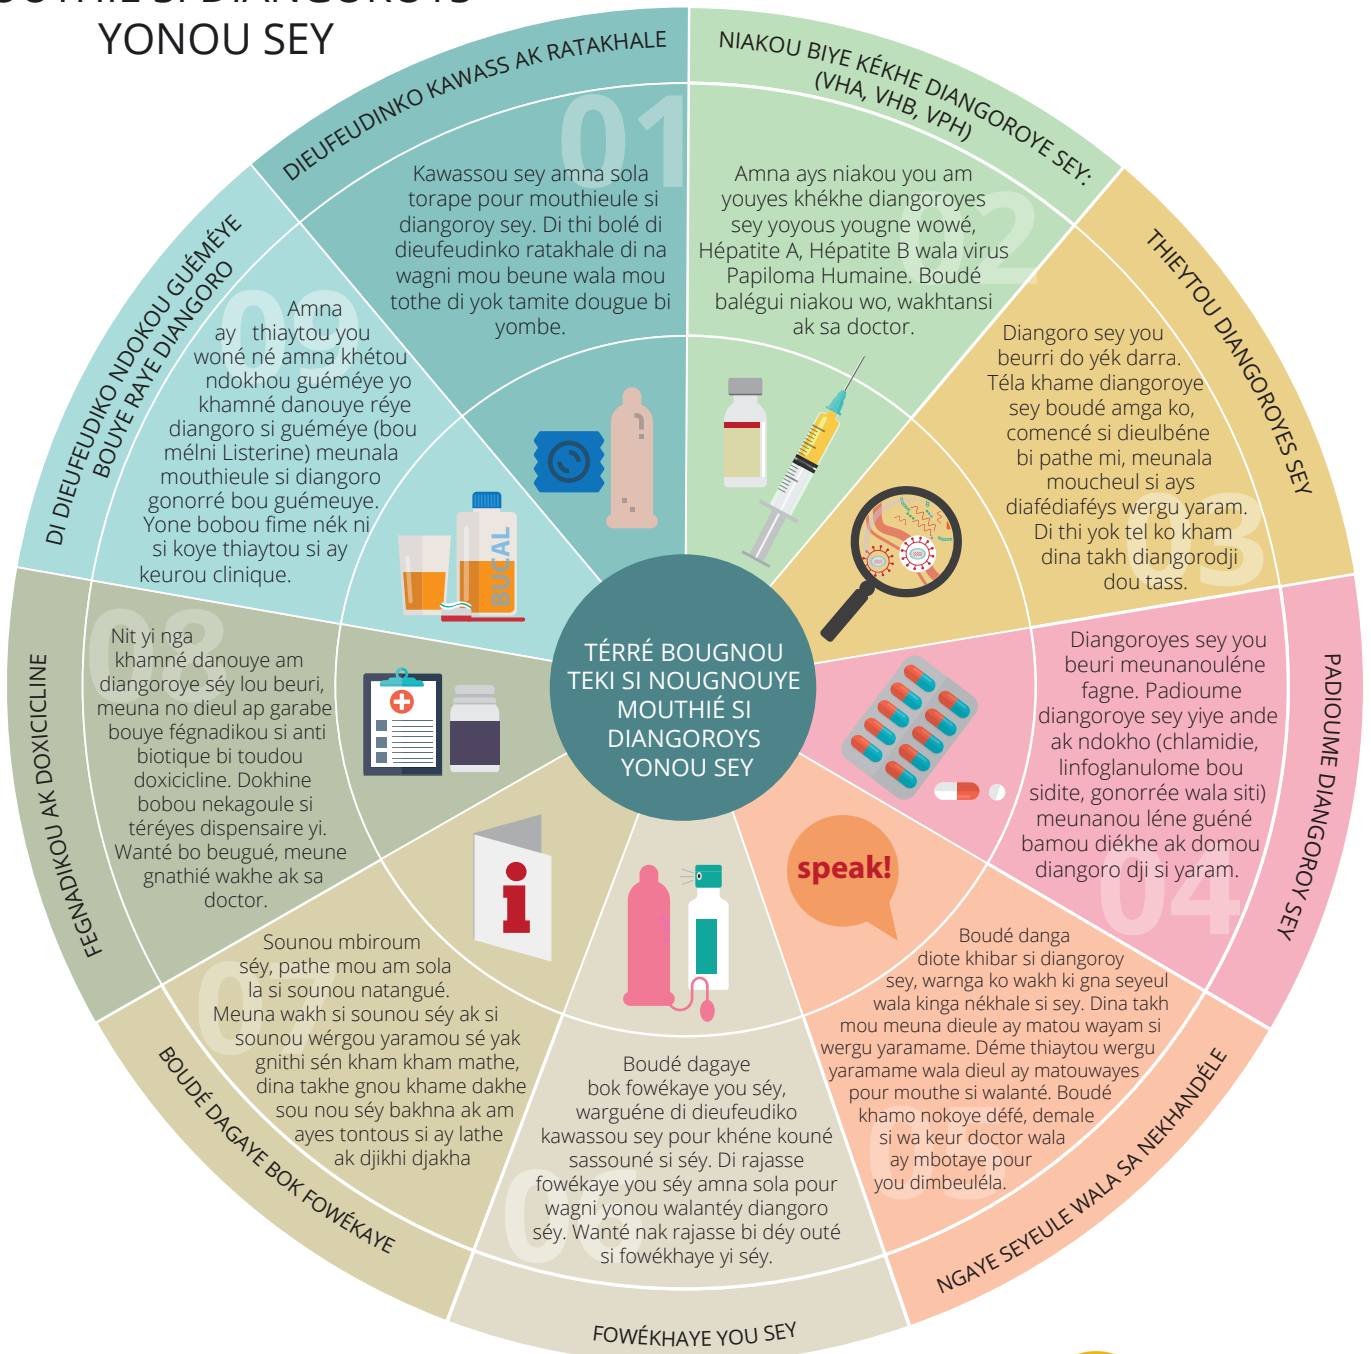 YONOU SEY
DIEUFEUDINKO KAWASS AK RATAKHALE
01
Kawassou sey amna sola
torape pour mouthieule si
diangoroy sey. Di thi bolé di
dieufeudinko ratakhale di na
wagni mou beune wala mou
tothe di yok tamite dougue bi
yombe.
NIAKOU BIYE KÉKHE DIANGOROYE SEY:
(VHA, VHB, VPH)
02
Amna ays niakou you am
youyes khékhe diangoroyes
sey yoyous yougne wowé,
Hépatite A, Hépatite B wala virus
Papiloma Humaine. Boudé
balégui niakou wo, wakhtansi
ak sa doctor.
THIEYTOU DIANGOROYES SEY
03
Diangoro sey you
beurri do yék darra.
Téla khame diangoroye
sey boudé amga ko,
comencé si dieulbéne
bi pathe mi, meunala
moucheul si ays
diafédiaféys wergu yaram.
Di thi yok tel ko kham
dina takh diangorodji
dou tass.
PADIOUME DIANGOROY SEY
04
Diangoroyes sey you
beuri meunanouléne
fagne. Padioume
diangoroye sey yiye ande
ak ndokho (chlamidie,
linfoglanulome bou
sidite, gonorrée wala siti)
meunanou léne guéné
bamou diékhe ak domou
diangoro dji si yaram.
NGAYE SEYEULE WALA SA NEKHANDÉLE
05
speak!
Boudé danga
diote khibar si diangoroy
sey, warnga ko wakh ki gna seyeul
wala kinga nékhale si sey. Dina takh
mou meuna dieule ay matou wayam si
wergu yaramame. Déme thiaytou wergu
yaramame wala dieul ay matouwayes
pour mouthe si walanté. Boudé
khamo nokoye défé, demale
si wa keur doctor wala
ay mbotaye pour
you dimbeuléla.
FOWÉKHAYE YOU SEY
06
Boudé dagaye
bok fowékaye you séy,
warguéne di dieufeudiko
kawassou sey pour khéne kouné
sassouné si séy. Di rajasse
fowékaye you séy amna sola pour
wagni yonou walantéy diangoro
séy. Wanté nak rajasse bi déy outé
si fowékhaye yi séy.
BOUDÉ DAGAYE BOK FOWÉKAYE
07
Sounou mbiroum
séy, pathe mou am sola
la si sounou natangué.
Meuna wakh si sounou séy ak si
sounou wérgou yaramou sé yak
gnithi sén kham kham mathe,
dina takhe gnou khame dakhe
sou nou séy bakhna ak am
ayes tontous si ay lathe
ak djikhi djakha
FEGNADIKOU AK DOXICICLINE
08
Nit yi nga
khamné danouye am
diangoroye séy lou beuri,
meuna no dieul ap garabe
bouye fégnadikou si anti
biotique bi toudou
doxicicline. Dokhine
bobou nekagoule si
téréyes dispensaire yi.
Wanté bo beugué, meune
gnathié wakhe ak sa
doctor.
DI DIEUFEUDIKO NDOKOU GUÉMÉYE
BOUYE RAYE DIANGORO
09
Amna
ay thiaytou you
woné né amna khétou
ndokhou guéméye yo
khamné danouye réye
diangoro si guéméye (bou
mélni Listerine) meunala
mouthieule si diangoro
gonorré bou guémeuye.
Yone bobou fime nék ni
si koye thiaytou si ay
keurou clinique.
BUCAL
TÉRRÉ BOUGNOU
TEKI SI NOUGNOUYE
MOUTHIÉ SI
DIANGOROYS
YONOU SEY